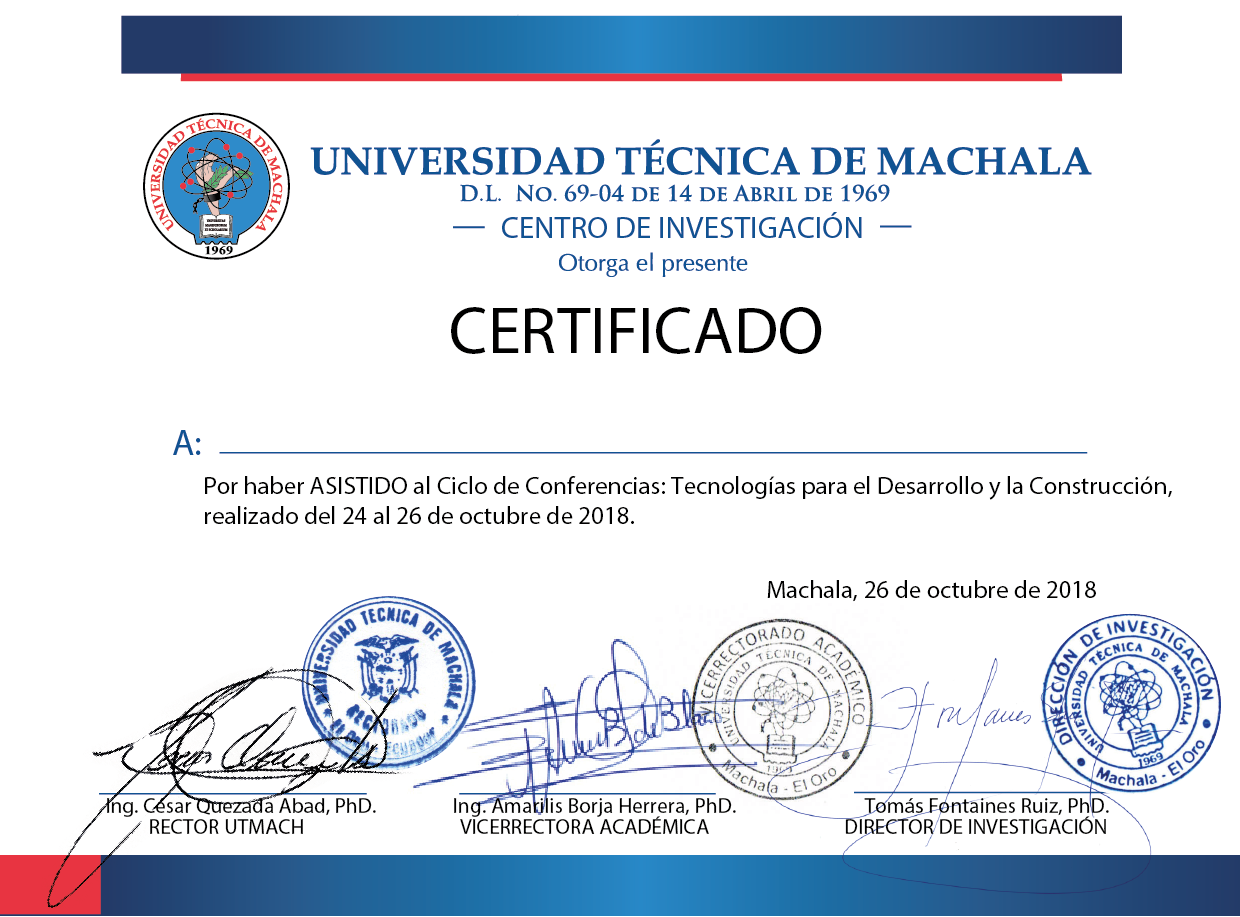 UNIVERSIDAD TÉCNICA DE MACHALA
1969
UNIVERSIDAD TÉCNICA DE MACHALA
D.L. No. 69-04 DE 14 DE ABRIL DE 1969
— CENTRO DE INVESTIGACIÓN —
Otorga el presente
CERTIFICADO
A:
Por haber ASISTIDO al Ciclo de Conferencias: Tecnologías para el Desarrollo y la Construcción,
realizado del 24 al 26 de octubre de 2018.
Machala, 26 de octubre de 2018
UNIVERSIDAD TECNICA DE MACHALA
RECTORADO
VICERRECTORADO ACADÉMICO
UNIVERSIDAD TÉCNICA DE MACHALA
Machala - El Oro
DIRECCIÓN DE INVESTIGACIÓN
UNIVERSIDAD TÉCNICA DE MACHALA
1969
Machala - El Oro
Ing. César Quezada Abad, PhD.
RECTOR UTMACH
Ing. Amarilis Borja Herrera, PhD.
VICERRECTORA ACADÉMICA
Tomás Fontaines Ruiz, PhD.
DIRECTOR DE INVESTIGACIÓN